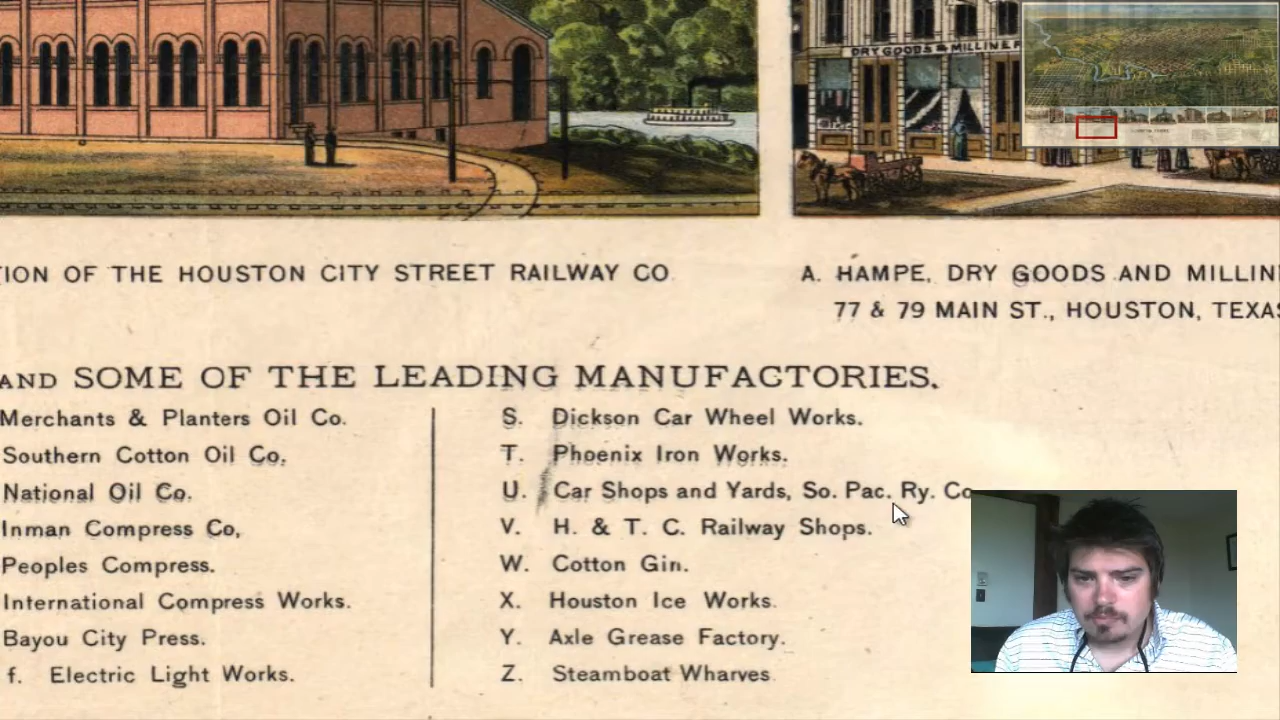 DRY GOODS & MILLINER
TION OF THE HOUSTON CITY STREET RAILWAY CO.
A. HAMPE, DRY GOODS AND MILLIN
77 & 79 MAIN ST., HOUSTON, TEXAS
AND SOME OF THE LEADING MANUFACTORIES.
Merchants & Planters Oil Co.
Southern Cotton Oil Co.
National Oil Co.
Inman Compress Co.
Peoples Compress.
International Compress Works.
Bayou City Press.
f. Electric Light Works.
S. Dickson Car Wheel Works.
T. Phoenix Iron Works.
U. Car Shops and Yards, So. Pac. Ry. Co
V. H. & T. C. Railway Shops.
W. Cotton Gin.
X. Houston Ice Works.
Y. Axle Grease Factory.
Z. Steamboat Wharves